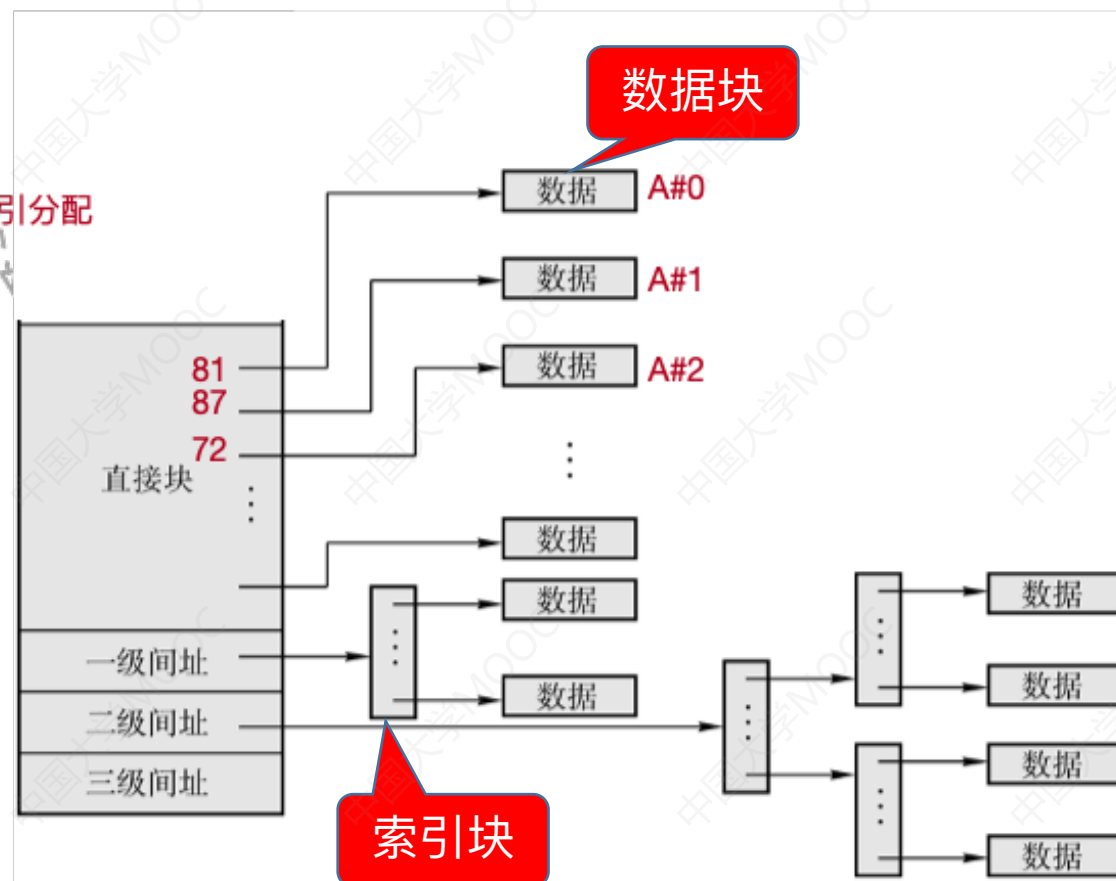 数据块
数据 A#0
引分配
数据 A#1
81
数据 A#2
87
72
直接块
数据
数据
数据
一级间址
数据
数据
二级间址
数据
三级间址
索引块
数据
中国大学MOOC